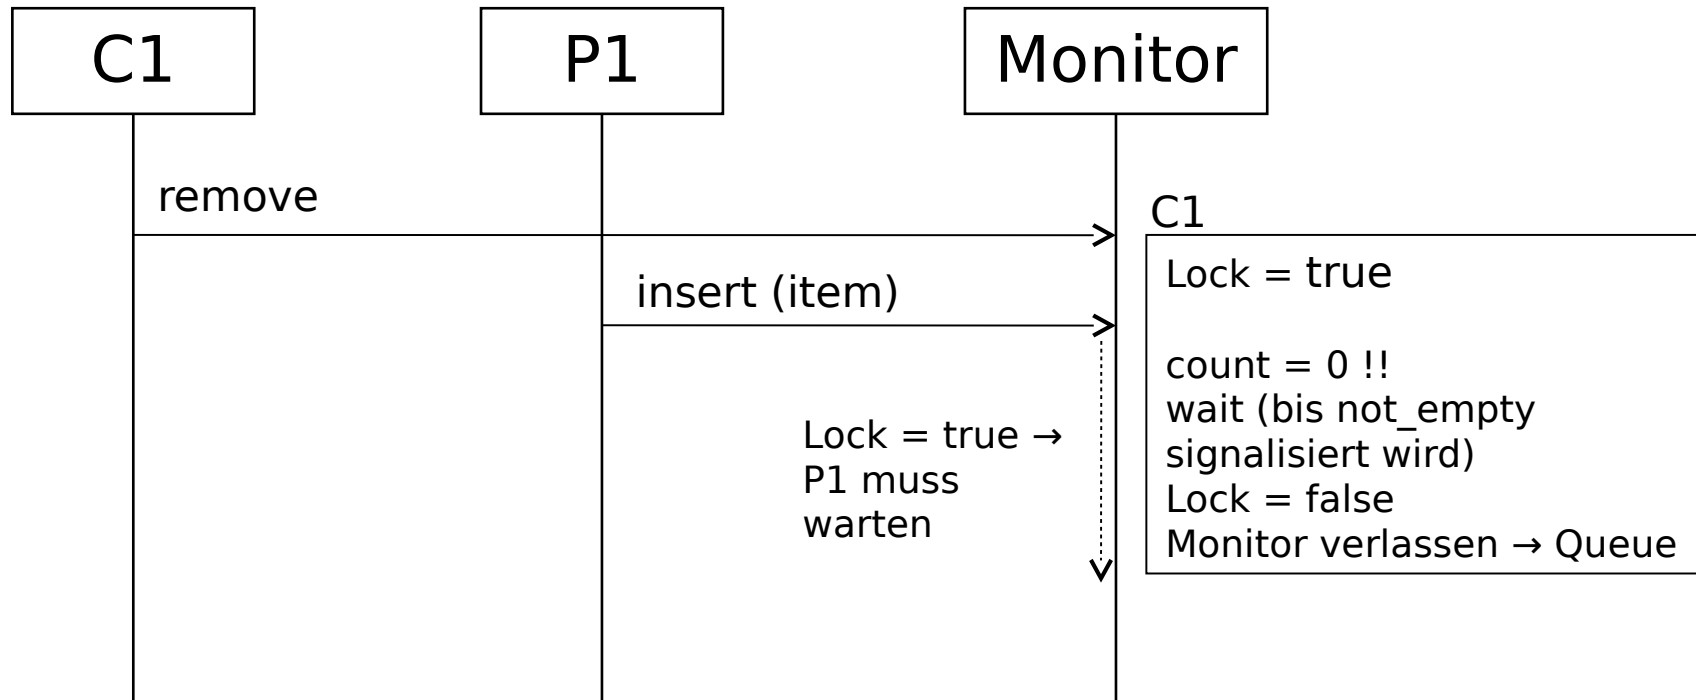 C1
P1
Monitor
remove
C1
Lock = true
insert (item)
count = 0 !!
wait (bis not_empty
signalisiert wird)
Lock = false
Monitor verlassen → Queue
Lock = true →
P1 muss
warten